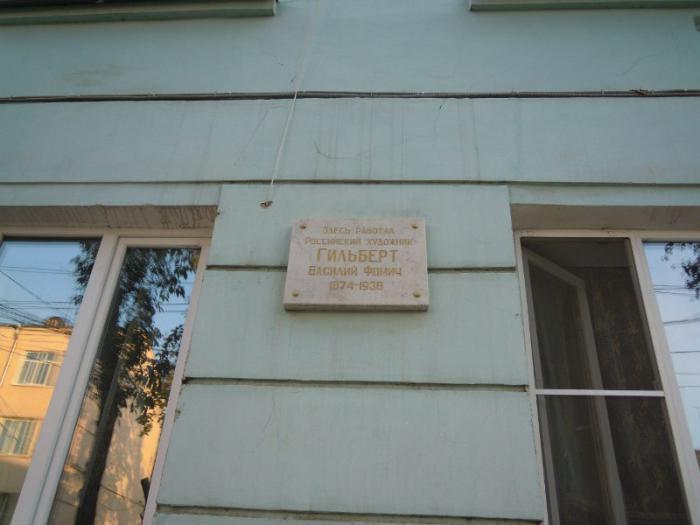 ЗДЕСЬ РАБОТАЛ
РОССИЙСКИЙ ХУДОЖНИК
ГИЛЬБЕРТ
ВАСИЛИЙ ФОМИЧ
1874-1938